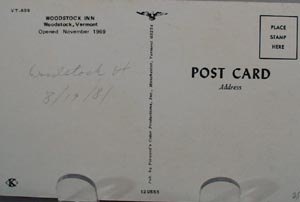 VT-A99
WOODSTOCK INN
Woodstock, Vermont
Opened November 1969
Woodstock Vt
8/19/81
POST CARD
Address
PLACE
STAMP
HERE
K